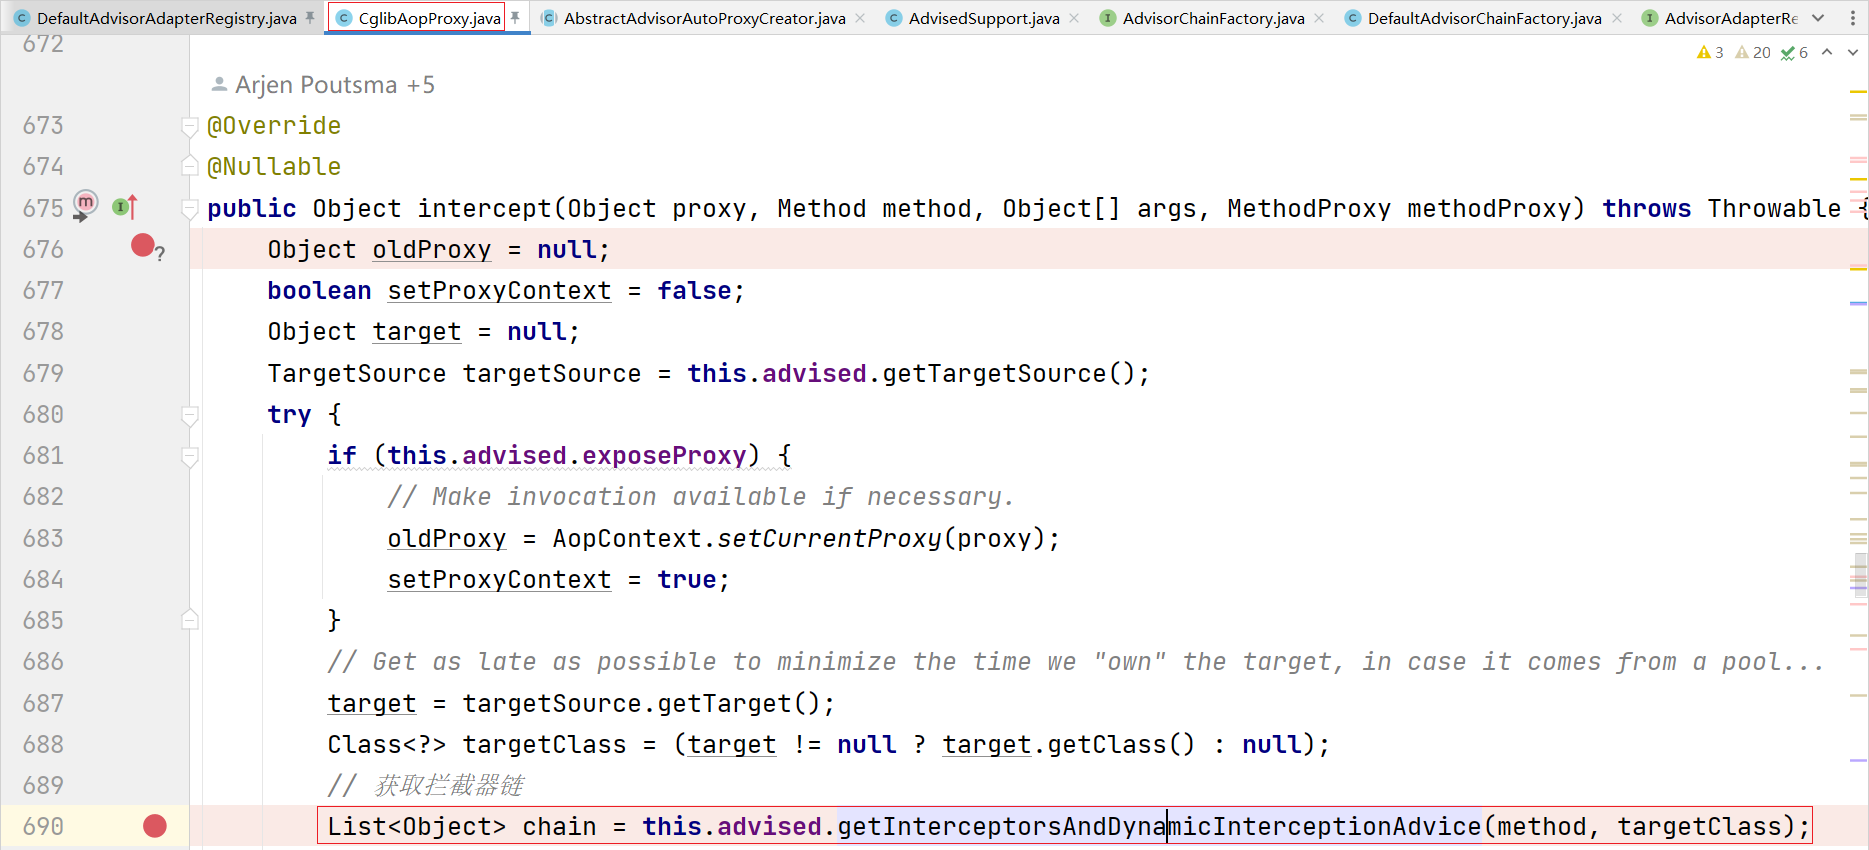 DefaultAdvisorAdapterRegistry.java CglibAopProxy.java AbstractAdvisorAutoProxyCreator.java AdvisedSupport.java AdvisorChainFactory.java DefaultAdvisorChainFactory.java AdvisorAdapterRe
3 20 6
672
Arjen Poutsma +5
673 @Override
674 @Nullable
675 public Object intercept(Object proxy, Method method, Object[] args, MethodProxy methodProxy) throws Throwable {
676 Object oldProxy = null;
677 boolean setProxyContext = false;
678 Object target = null;
679 TargetSource targetSource = this.advised.getTargetSource();
680 try {
681 if (this.advised.exposeProxy) {
682 // Make invocation available if necessary.
683 oldProxy = AopContext.setCurrentProxy(proxy);
684 setProxyContext = true;
685 }
686 // Get as late as possible to minimize the time we "own" the target, in case it comes from a pool...
687 target = targetSource.getTarget();
688 Class<?> targetClass = (target != null ? target.getClass() : null);
689 // 获取拦截器链
690 List<Object> chain = this.advised.getInterceptorsAndDynamicInterceptionAdvice(method, targetClass);